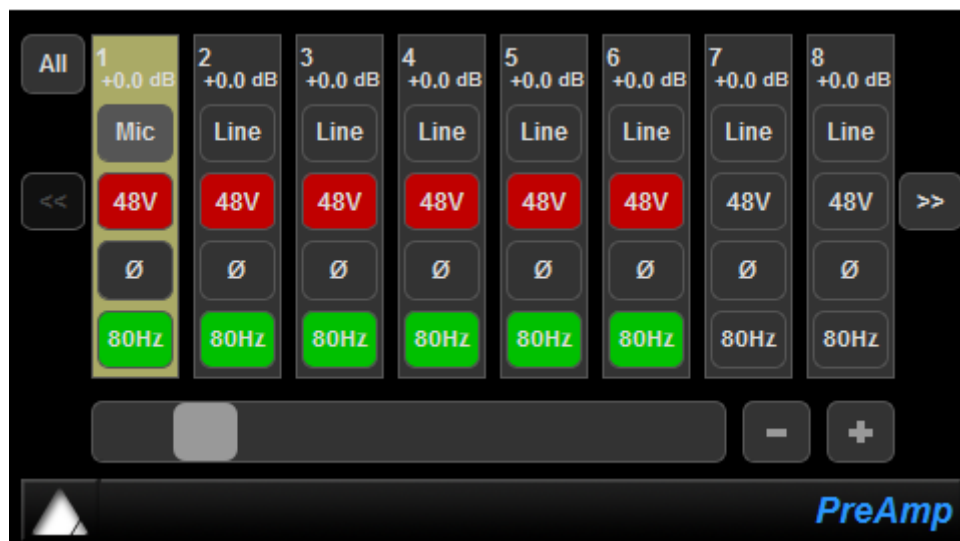 All 1 2 3 4 5 6 7 8
+0.0 dB +0.0 dB +0.0 dB +0.0 dB +0.0 dB +0.0 dB +0.0 dB +0.0 dB
Mic Line Line Line Line Line Line Line
<< 48V 48V 48V 48V 48V 48V 48V 48V >>
Ø Ø Ø Ø Ø Ø Ø Ø
80Hz 80Hz 80Hz 80Hz 80Hz 80Hz 80Hz 80Hz
- +
PreAmp